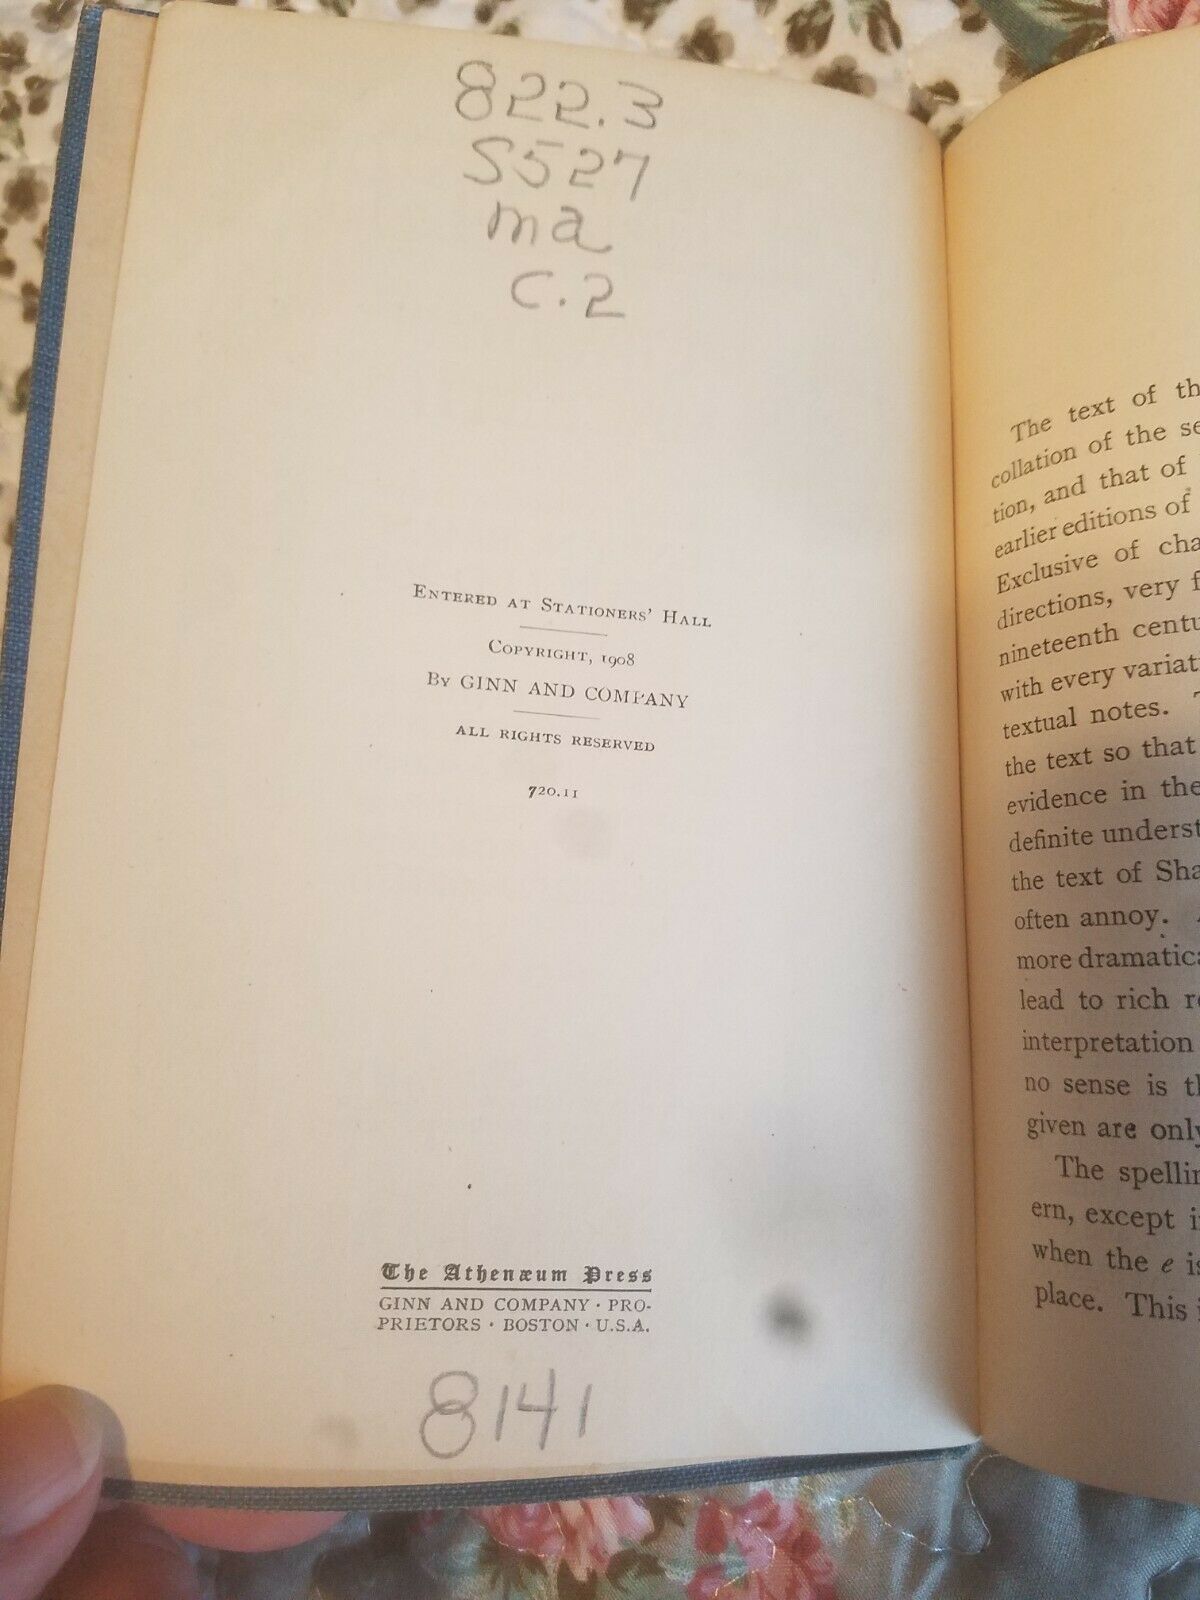 822.3
S527
ma
c.2
Entered at Stationers' Hall
Copyright, 1908
By GINN AND COMPANY
ALL RIGHTS RESERVED
720.11
The Athenæum Press
GINN AND COMPANY · PRO-
PRIETORS · BOSTON · U.S.A.
8141
The text of th
collation of the se
tion, and that of
earlier editions of
Exclusive of cha
directions, very f
nineteenth centu
with every variati
textual notes.
the text so that
evidence in the
definite underst
the text of Sha
often annoy.
more dramatica
lead to rich re
interpretation
no sense is th
given are only
The spellin
ern, except i
when the e is
place. This i